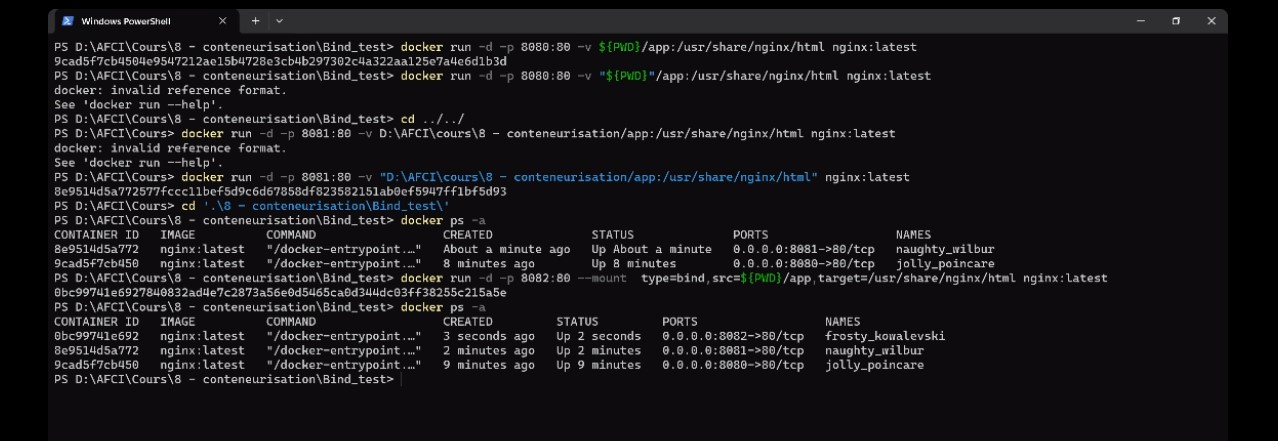 Windows PowerShell
PS D:\AFCI\Cours\8 - conteneurisation\Bind_test> docker run -d -p 8080:80 -v ${PWD}/app:/usr/share/nginx/html nginx:latest
9cad5f7cb4504e9547212ae15b4728e3cb4b297302c4a322aa125e7a4e6d1b3d
PS D:\AFCI\Cours\8 - conteneurisation\Bind_test> docker run -d -p 8080:80 -v "${PWD}"/app:/usr/share/nginx/html nginx:latest
docker: invalid reference format.
See 'docker run --help'.
PS D:\AFCI\Cours\8 - conteneurisation\Bind_test> cd ../../
PS D:\AFCI\Cours> docker run -d -p 8081:80 -v D:\AFCI\cours\8 - conteneurisation/app:/usr/share/nginx/html nginx:latest
docker: invalid reference format.
See 'docker run --help'.
PS D:\AFCI\Cours> docker run -d -p 8081:80 -v "D:\AFCI\cours\8 - conteneurisation/app:/usr/share/nginx/html" nginx:latest
8e9514d5a772577fccc11bef5d9c6d67858df823582151ab0ef5947ff1bf5d93
PS D:\AFCI\Cours> cd '.\8 - conteneurisation\Bind_test\'
PS D:\AFCI\Cours\8 - conteneurisation\Bind_test> docker ps -a
CONTAINER ID IMAGE COMMAND CREATED STATUS PORTS NAMES
8e9514d5a772 nginx:latest "/docker-entrypoint.…" About a minute ago Up About a minute 0.0.0.0:8081->80/tcp naughty_wilbur
9cad5f7cb450 nginx:latest "/docker-entrypoint.…" 8 minutes ago Up 8 minutes 0.0.0.0:8080->80/tcp jolly_poincare
PS D:\AFCI\Cours\8 - conteneurisation\Bind_test> docker run -d -p 8082:80 --mount type=bind,src=${PWD}/app,target=/usr/share/nginx/html nginx:latest
0bc99741e6927840832ad4e7c2873a56e0d5465ca0d344dc03ff38255c215a5e
PS D:\AFCI\Cours\8 - conteneurisation\Bind_test> docker ps -a
CONTAINER ID IMAGE COMMAND CREATED STATUS PORTS NAMES
0bc99741e692 nginx:latest "/docker-entrypoint.…" 3 seconds ago Up 2 seconds 0.0.0.0:8082->80/tcp frosty_kowalevski
8e9514d5a772 nginx:latest "/docker-entrypoint.…" 2 minutes ago Up 2 minutes 0.0.0.0:8081->80/tcp naughty_wilbur
9cad5f7cb450 nginx:latest "/docker-entrypoint.…" 9 minutes ago Up 9 minutes 0.0.0.0:8080->80/tcp jolly_poincare
PS D:\AFCI\Cours\8 - conteneurisation\Bind_test>